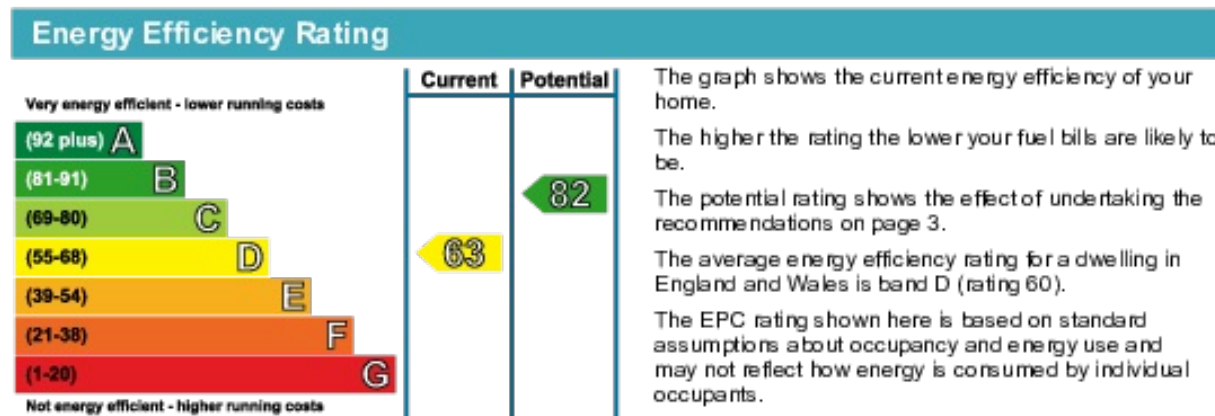 Energy Efficiency Rating
Current Potential
Very energy efficient - lower running costs
(92 plus) A
(81-91) B
82
(69-80) C
(55-68) D
63
(39-54) E
(21-38) F
(1-20) G
Not energy efficient - higher running costs
The graph shows the current energy efficiency of your
home.
The higher the rating the lower your fuel bills are likely to
be.
The potential rating shows the effect of undertaking the
recommendations on page 3.
The average energy efficiency rating for a dwelling in
England and Wales is band D (rating 60).
The EPC rating shown here is based on standard
assumptions about occupancy and energy use and
may not reflect how energy is consumed by individual
occupants.